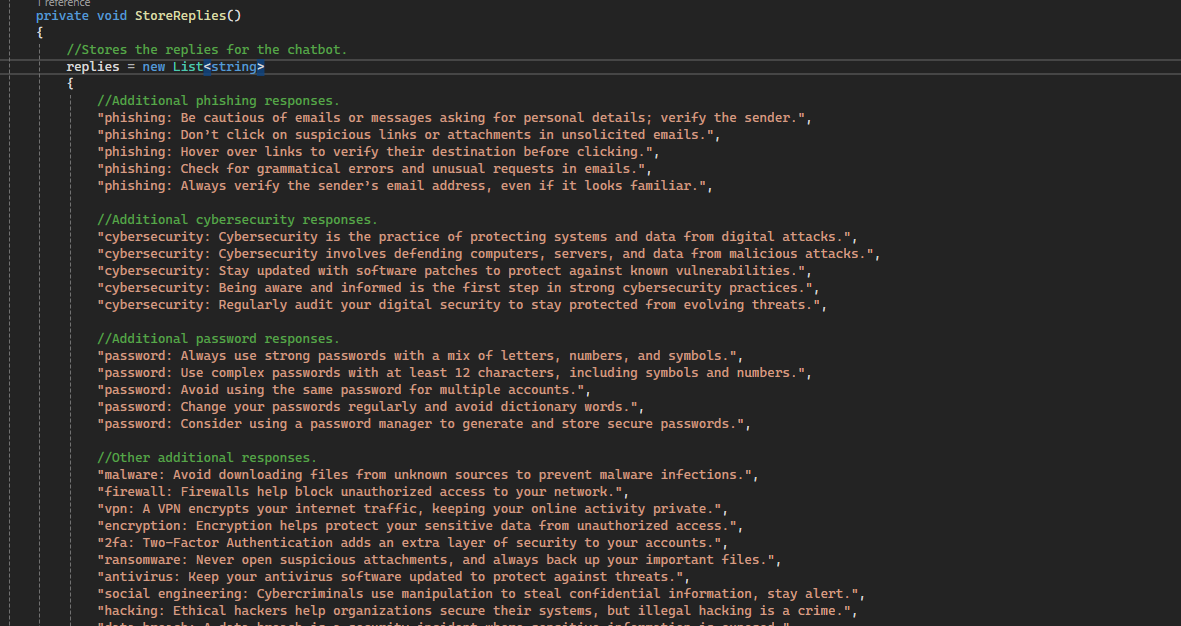 1 reference
private void StoreReplies()
{
//Stores the replies for the chatbot.
replies = new List<string>
{
//Additional phishing responses.
"phishing: Be cautious of emails or messages asking for personal details; verify the sender.",
"phishing: Don’t click on suspicious links or attachments in unsolicited emails.",
"phishing: Hover over links to verify their destination before clicking.",
"phishing: Check for grammatical errors and unusual requests in emails.",
"phishing: Always verify the sender’s email address, even if it looks familiar.",
//Additional cybersecurity responses.
"cybersecurity: Cybersecurity is the practice of protecting systems and data from digital attacks.",
"cybersecurity: Cybersecurity involves defending computers, servers, and data from malicious attacks.",
"cybersecurity: Stay updated with software patches to protect against known vulnerabilities.",
"cybersecurity: Being aware and informed is the first step in strong cybersecurity practices.",
"cybersecurity: Regularly audit your digital security to stay protected from evolving threats.",
//Additional password responses.
"password: Always use strong passwords with a mix of letters, numbers, and symbols.",
"password: Use complex passwords with at least 12 characters, including symbols and numbers.",
"password: Avoid using the same password for multiple accounts.",
"password: Change your passwords regularly and avoid dictionary words.",
"password: Consider using a password manager to generate and store secure passwords.",
//Other additional responses.
"malware: Avoid downloading files from unknown sources to prevent malware infections.",
"firewall: Firewalls help block unauthorized access to your network.",
"vpn: A VPN encrypts your internet traffic, keeping your online activity private.",
"encryption: Encryption helps protect your sensitive data from unauthorized access.",
"2fa: Two-Factor Authentication adds an extra layer of security to your accounts.",
"ransomware: Never open suspicious attachments, and always back up your important files.",
"antivirus: Keep your antivirus software updated to protect against threats.",
"social engineering: Cybercriminals use manipulation to steal confidential information, stay alert.",
"hacking: Ethical hackers help organizations secure their systems, but illegal hacking is a crime.",
"data breach: A data breach is a security incident where sensitive information is exposed."